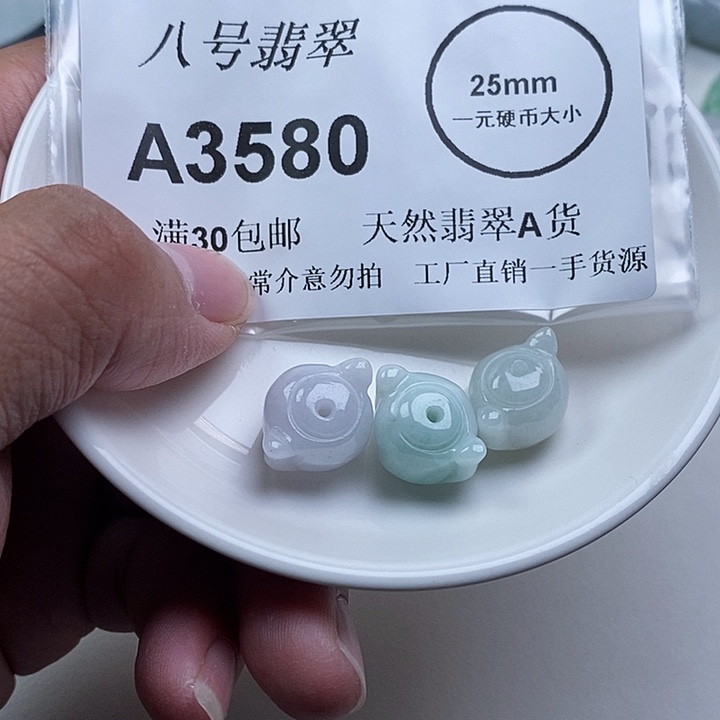 八号翡翠
25mm
一元硬币大小
A3580
满30包邮 天然翡翠A货
常介意勿拍 工厂直销一手货源